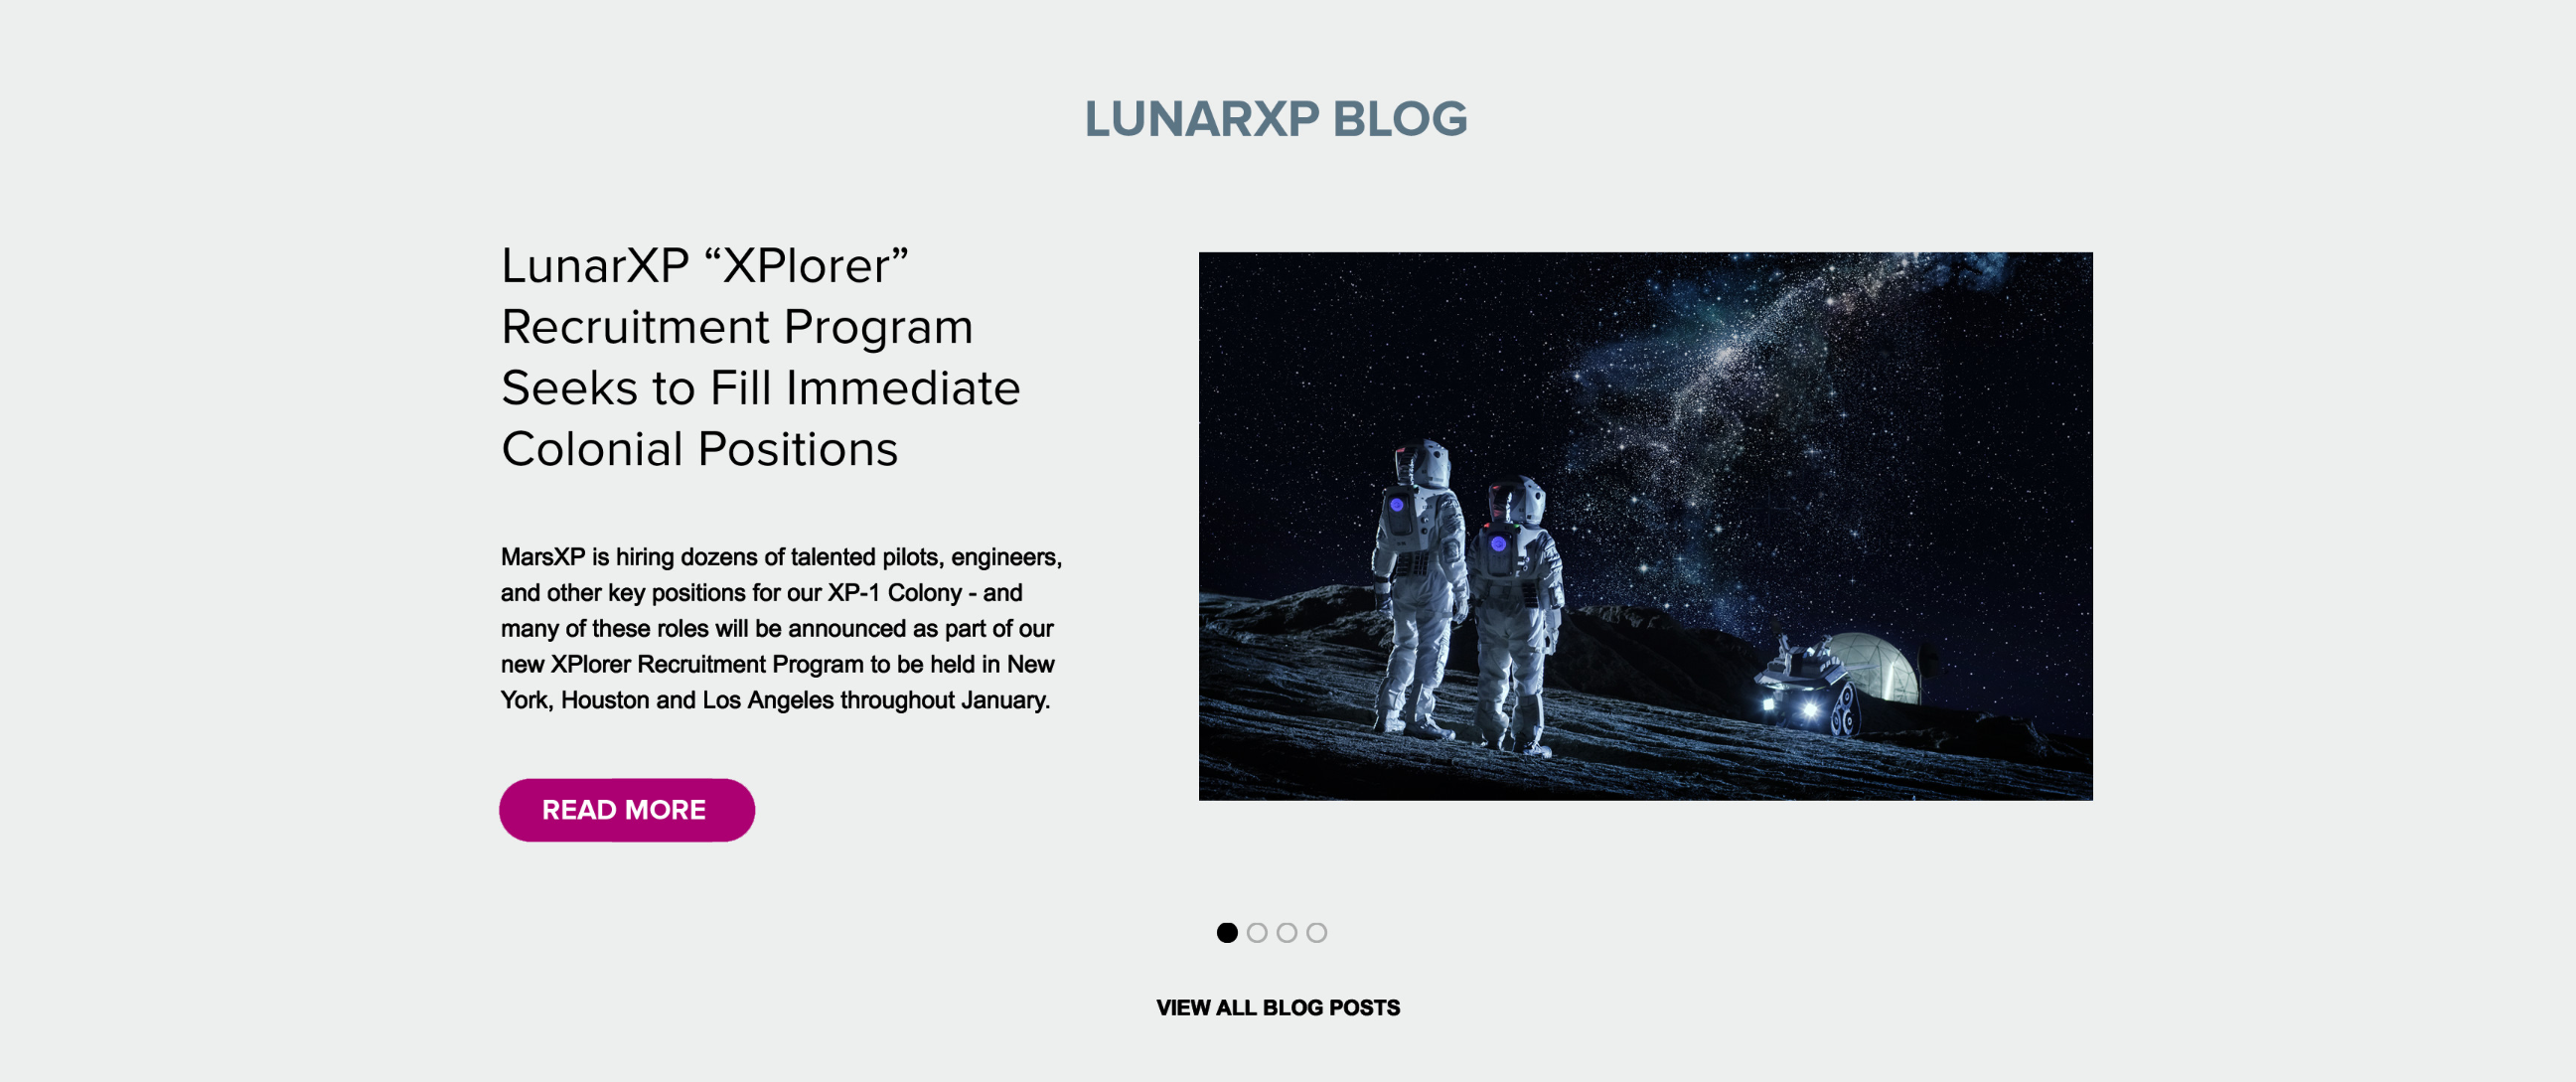 LUNARXP BLOG
LunarXP “XPlorer”
Recruitment Program
Seeks to Fill Immediate
Colonial Positions
MarsXP is hiring dozens of talented pilots, engineers,
and other key positions for our XP-1 Colony - and
many of these roles will be announced as part of our
new XPlorer Recruitment Program to be held in New
York, Houston and Los Angeles throughout January.
READ MORE
VIEW ALL BLOG POSTS